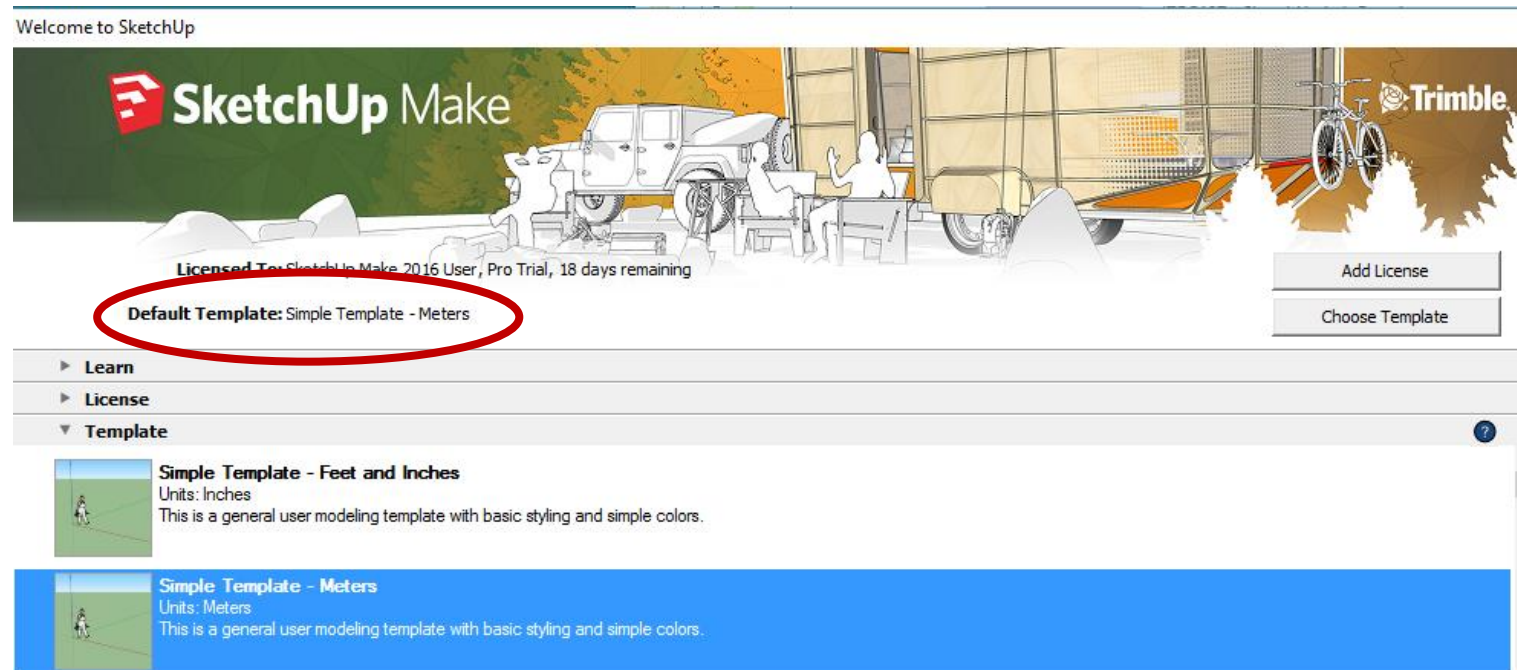 Welcome to SketchUp
SketchUp Make
Trimble.
Licensed To: SketchUp Make 2016 User, Pro Trial, 18 days remaining
Add License
Default Template: Simple Template - Meters
Choose Template
Learn
License
Template
?
Simple Template - Feet and Inches
Units: Inches
This is a general user modeling template with basic styling and simple colors.
Simple Template - Meters
Units: Meters
This is a general user modeling template with basic styling and simple colors.